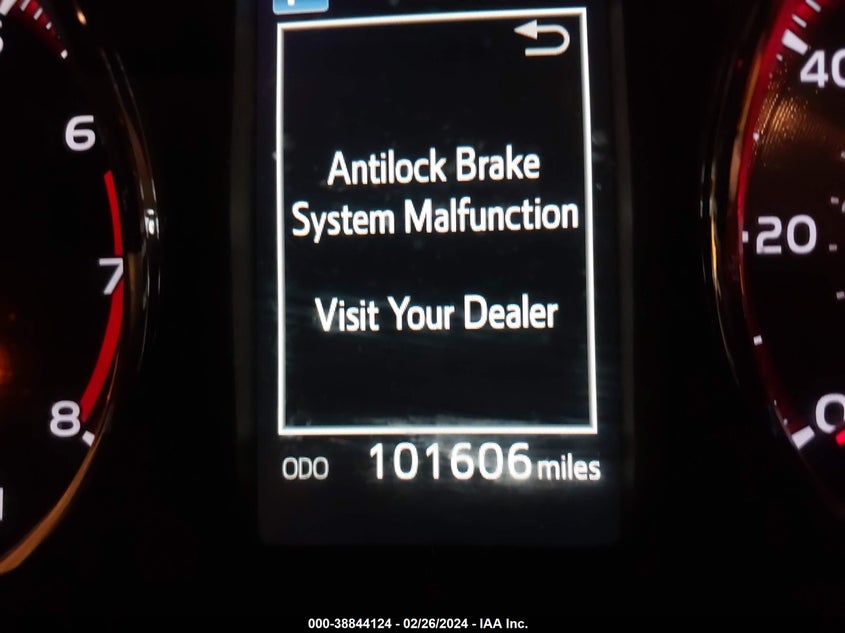 6
7
8
Antilock Brake
System Malfunction
Visit Your Dealer
ODO 101606 miles
40
20
0
000-38844124 - 02/26/2024 - IAA Inc.